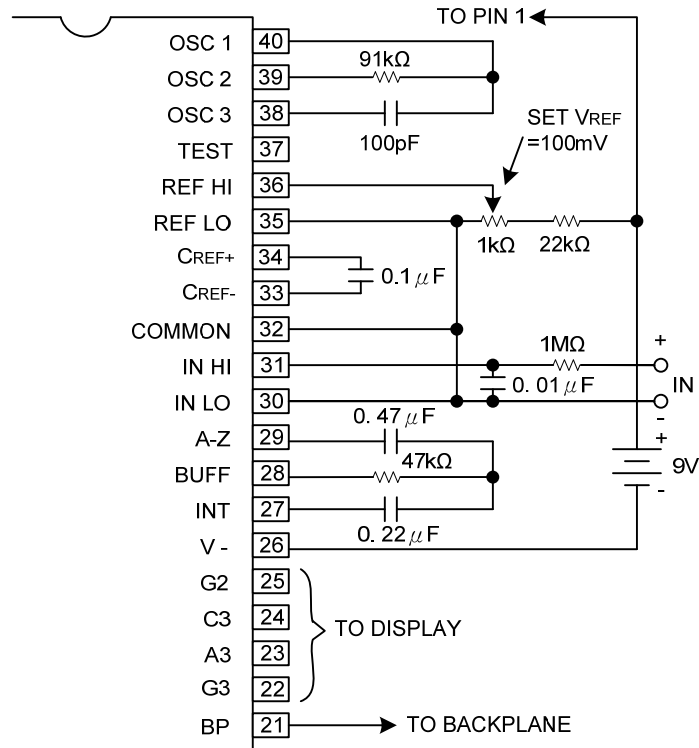 TO PIN 1
OSC 1 40
91kΩ
OSC 2 39
OSC 3 38
100pF
SET VREF
=100mV
TEST 37
REF HI 36
REF LO 35
1kΩ 22kΩ
CREF+ 34
0.1μF
CREF- 33
COMMON 32
1MΩ
+
IN HI 31
0.01μF
IN
IN LO 30
-
0.47μF
A-Z 29
+
47kΩ
BUFF 28
9V
-
INT 27
0.22μF
V - 26
G2 25
C3 24
TO DISPLAY
A3 23
G3 22
BP 21
TO BACKPLANE